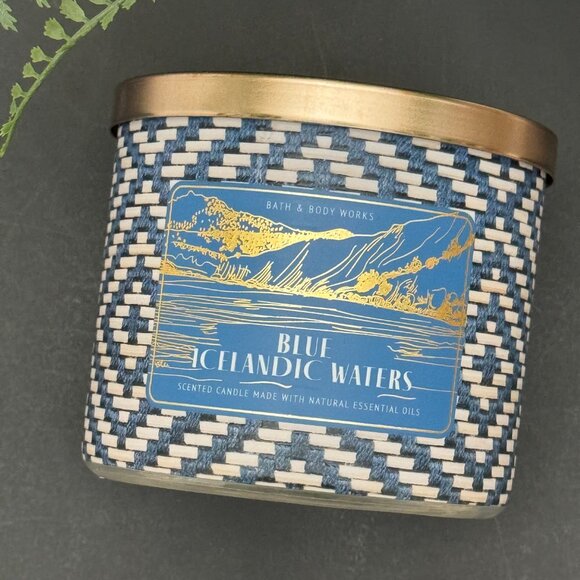 BATH & BODY WORKS
BLUE
ICELANDIC WATERS
SCENTED CANDLE MADE WITH NATURAL ESSENTIAL OILS